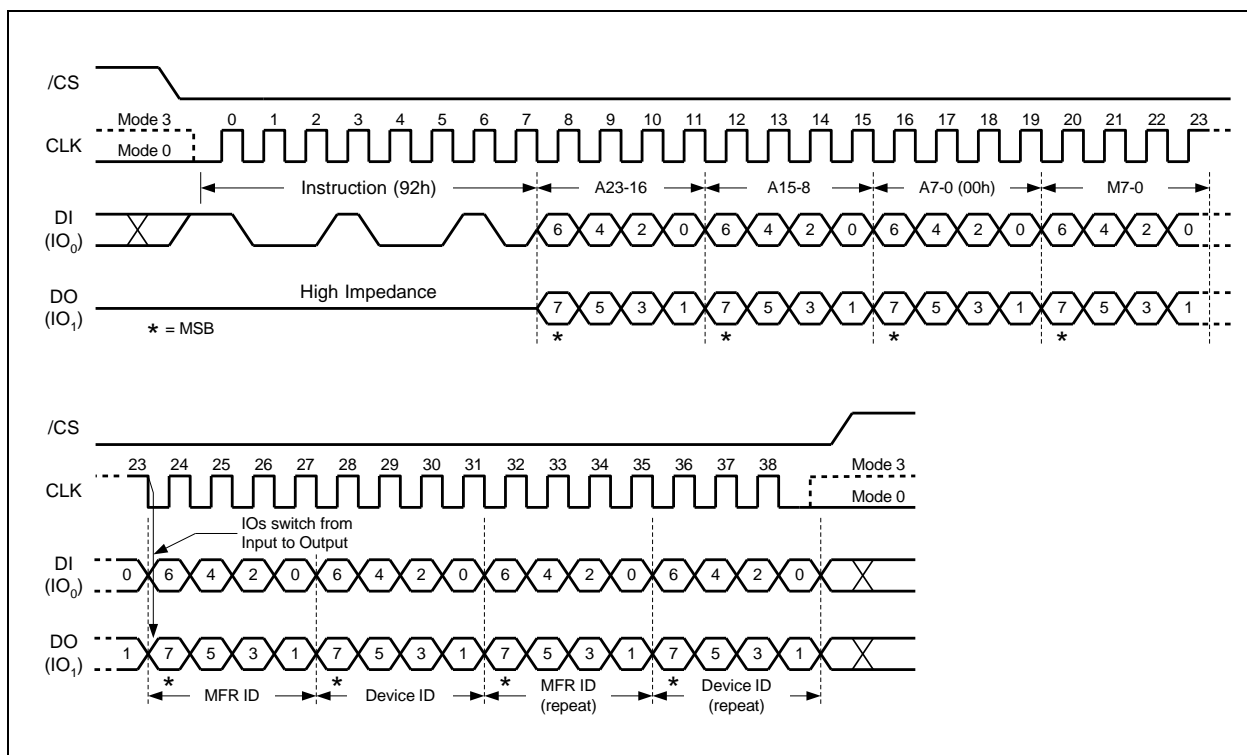 /CS
Mode 3
CLK
Mode 0
0 1 2 3 4 5 6 7 8 9 10 11 12 13 14 15 16 17 18 19 20 21 22 23
Instruction (92h) A23-16 A15-8 A7-0 (00h) M7-0
DI
(IO0)
6 4 2 0 6 4 2 0 6 4 2 0 6 4 2 0
High Impedance
DO
(IO1)
7 5 3 1 7 5 3 1 7 5 3 1 7 5 3 1
* = MSB
* * * *
/CS
23 24 25 26 27 28 29 30 31 32 33 34 35 36 37 38
Mode 3
CLK
Mode 0
IOs switch from
Input to Output
DI
(IO0)
0 6 4 2 0 6 4 2 0 6 4 2 0 6 4 2 0
DO
(IO1)
1 7 5 3 1 7 5 3 1 7 5 3 1 7 5 3 1
* * * *
MFR ID Device ID MFR ID
(repeat)
Device ID
(repeat)